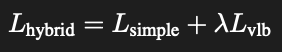 L_hybrid = L_simple + λL_vlb